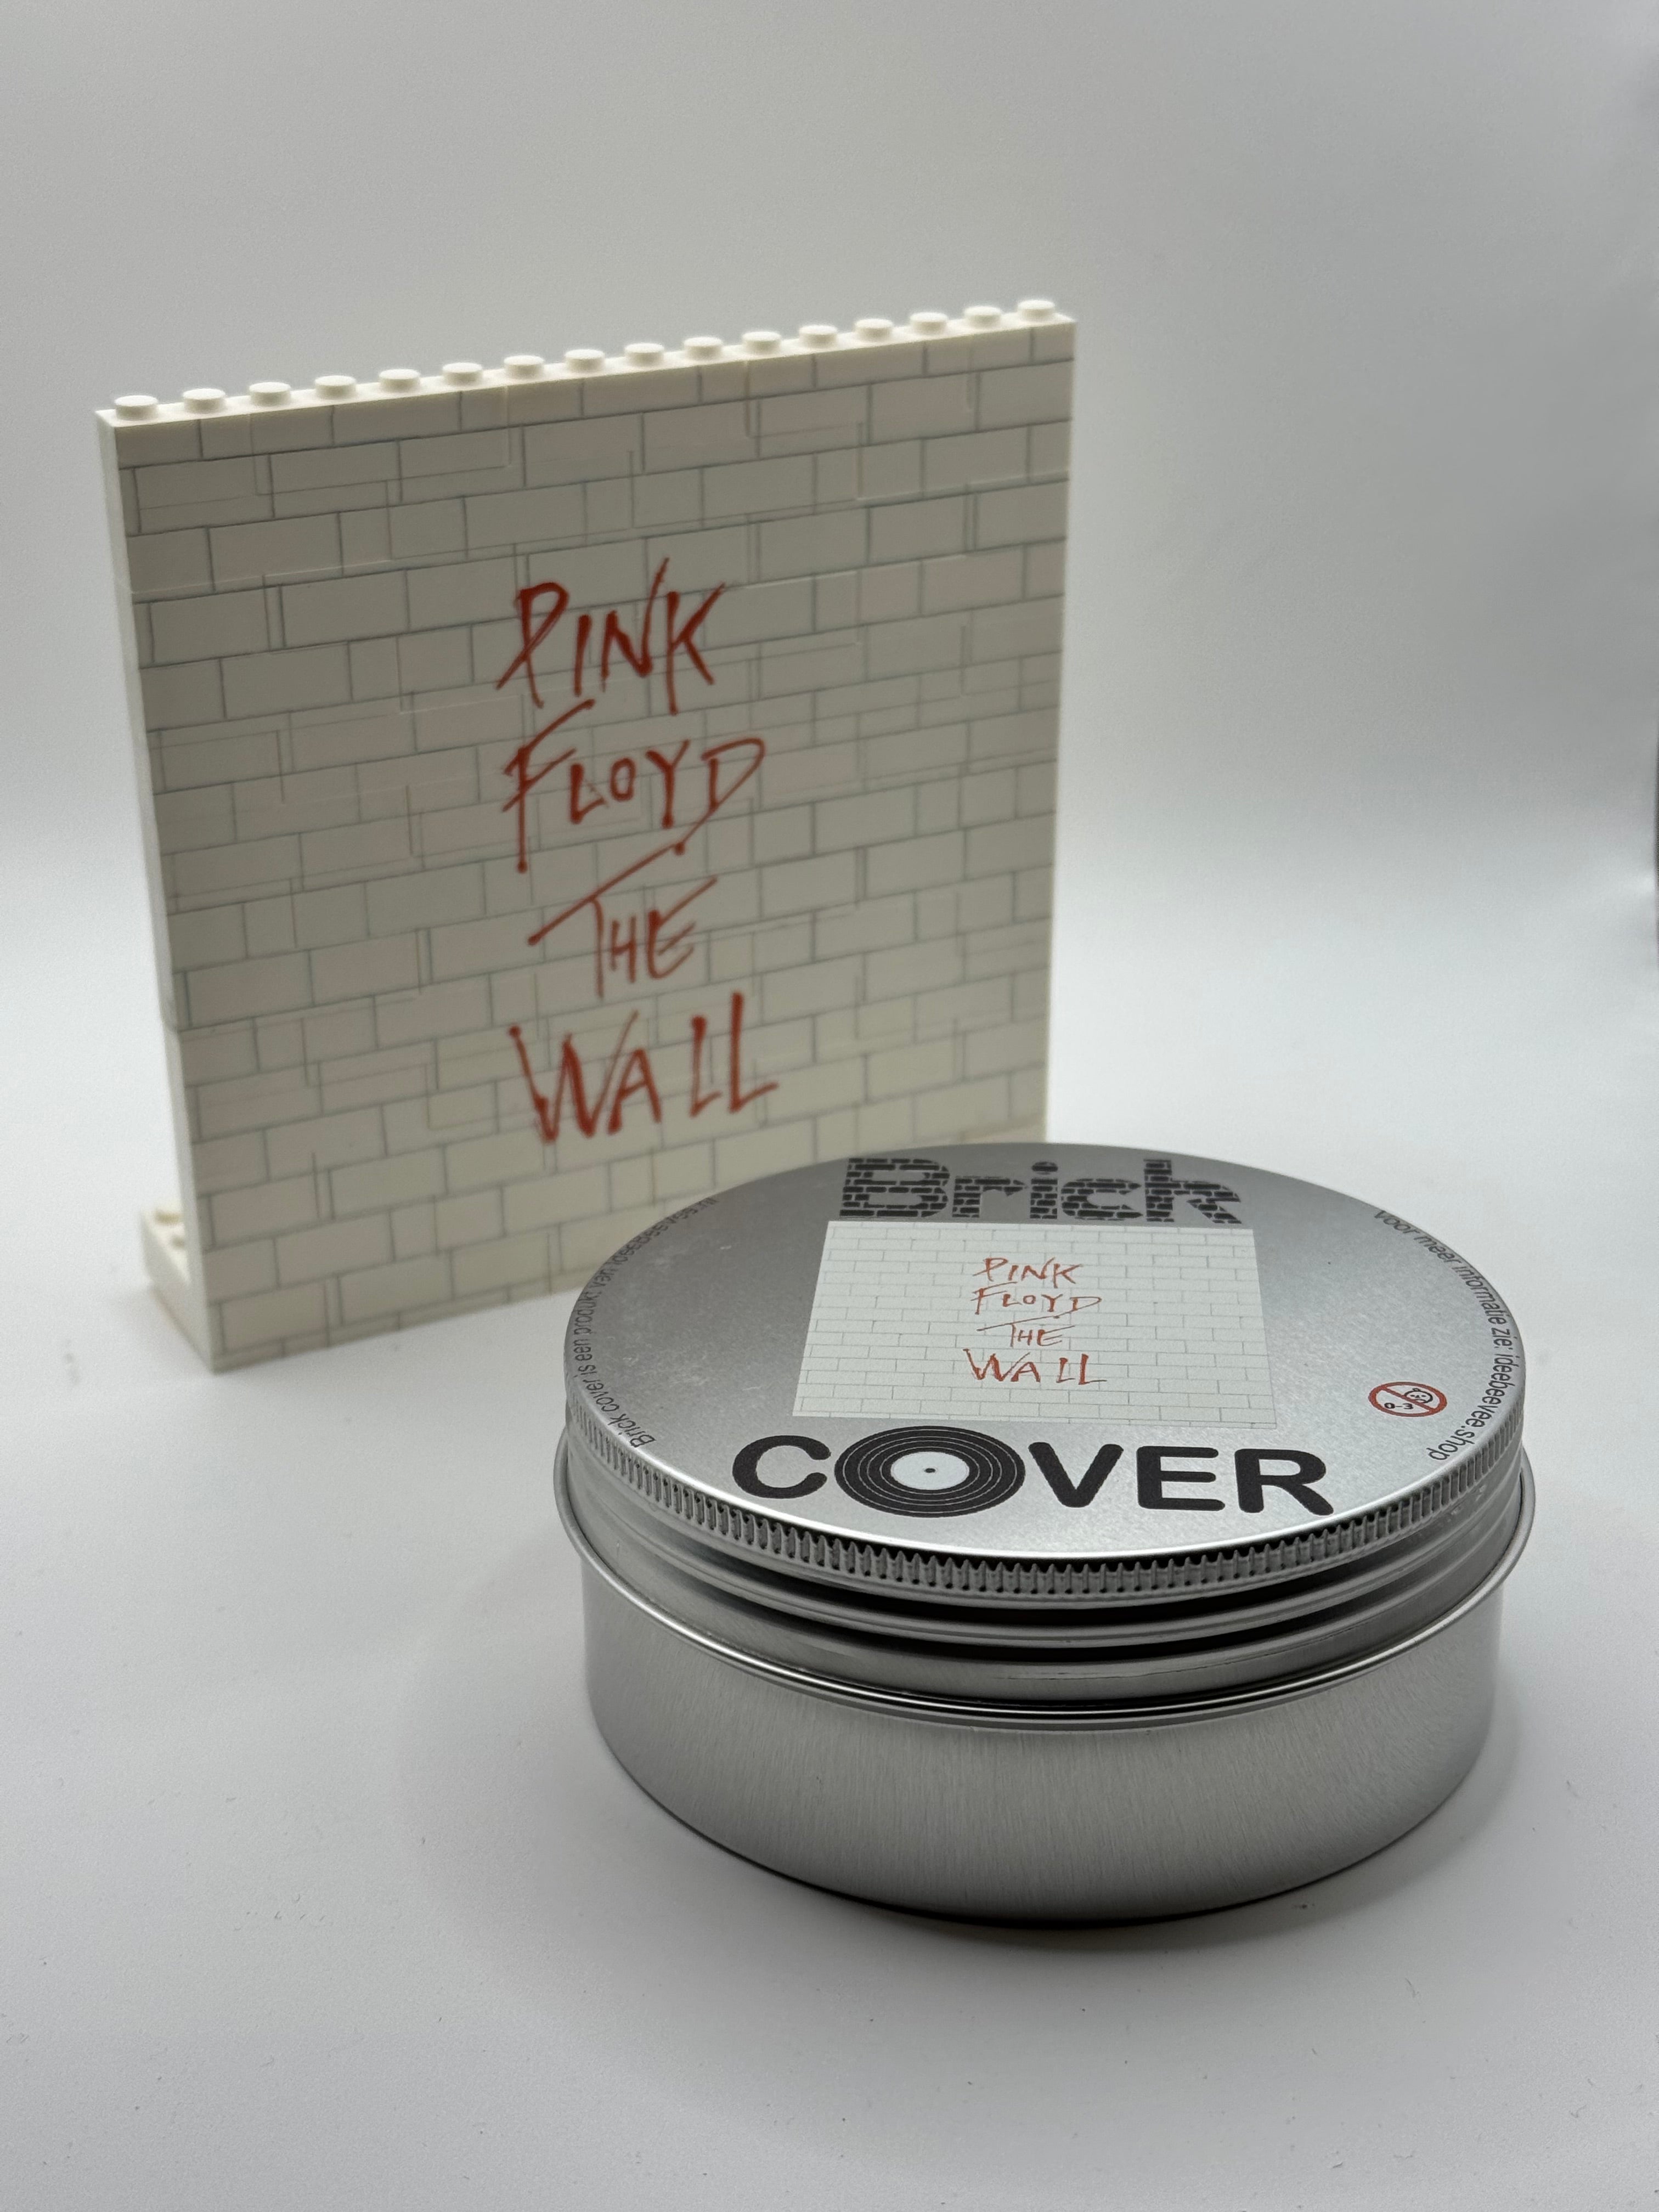 PINK
FLOYD
THE
WALL
Brick
PINK
FLOYD
THE
WALL
COVER
Brick cover is een produkt van
voor meer informatie zie: ideebeevee.shop
0-3